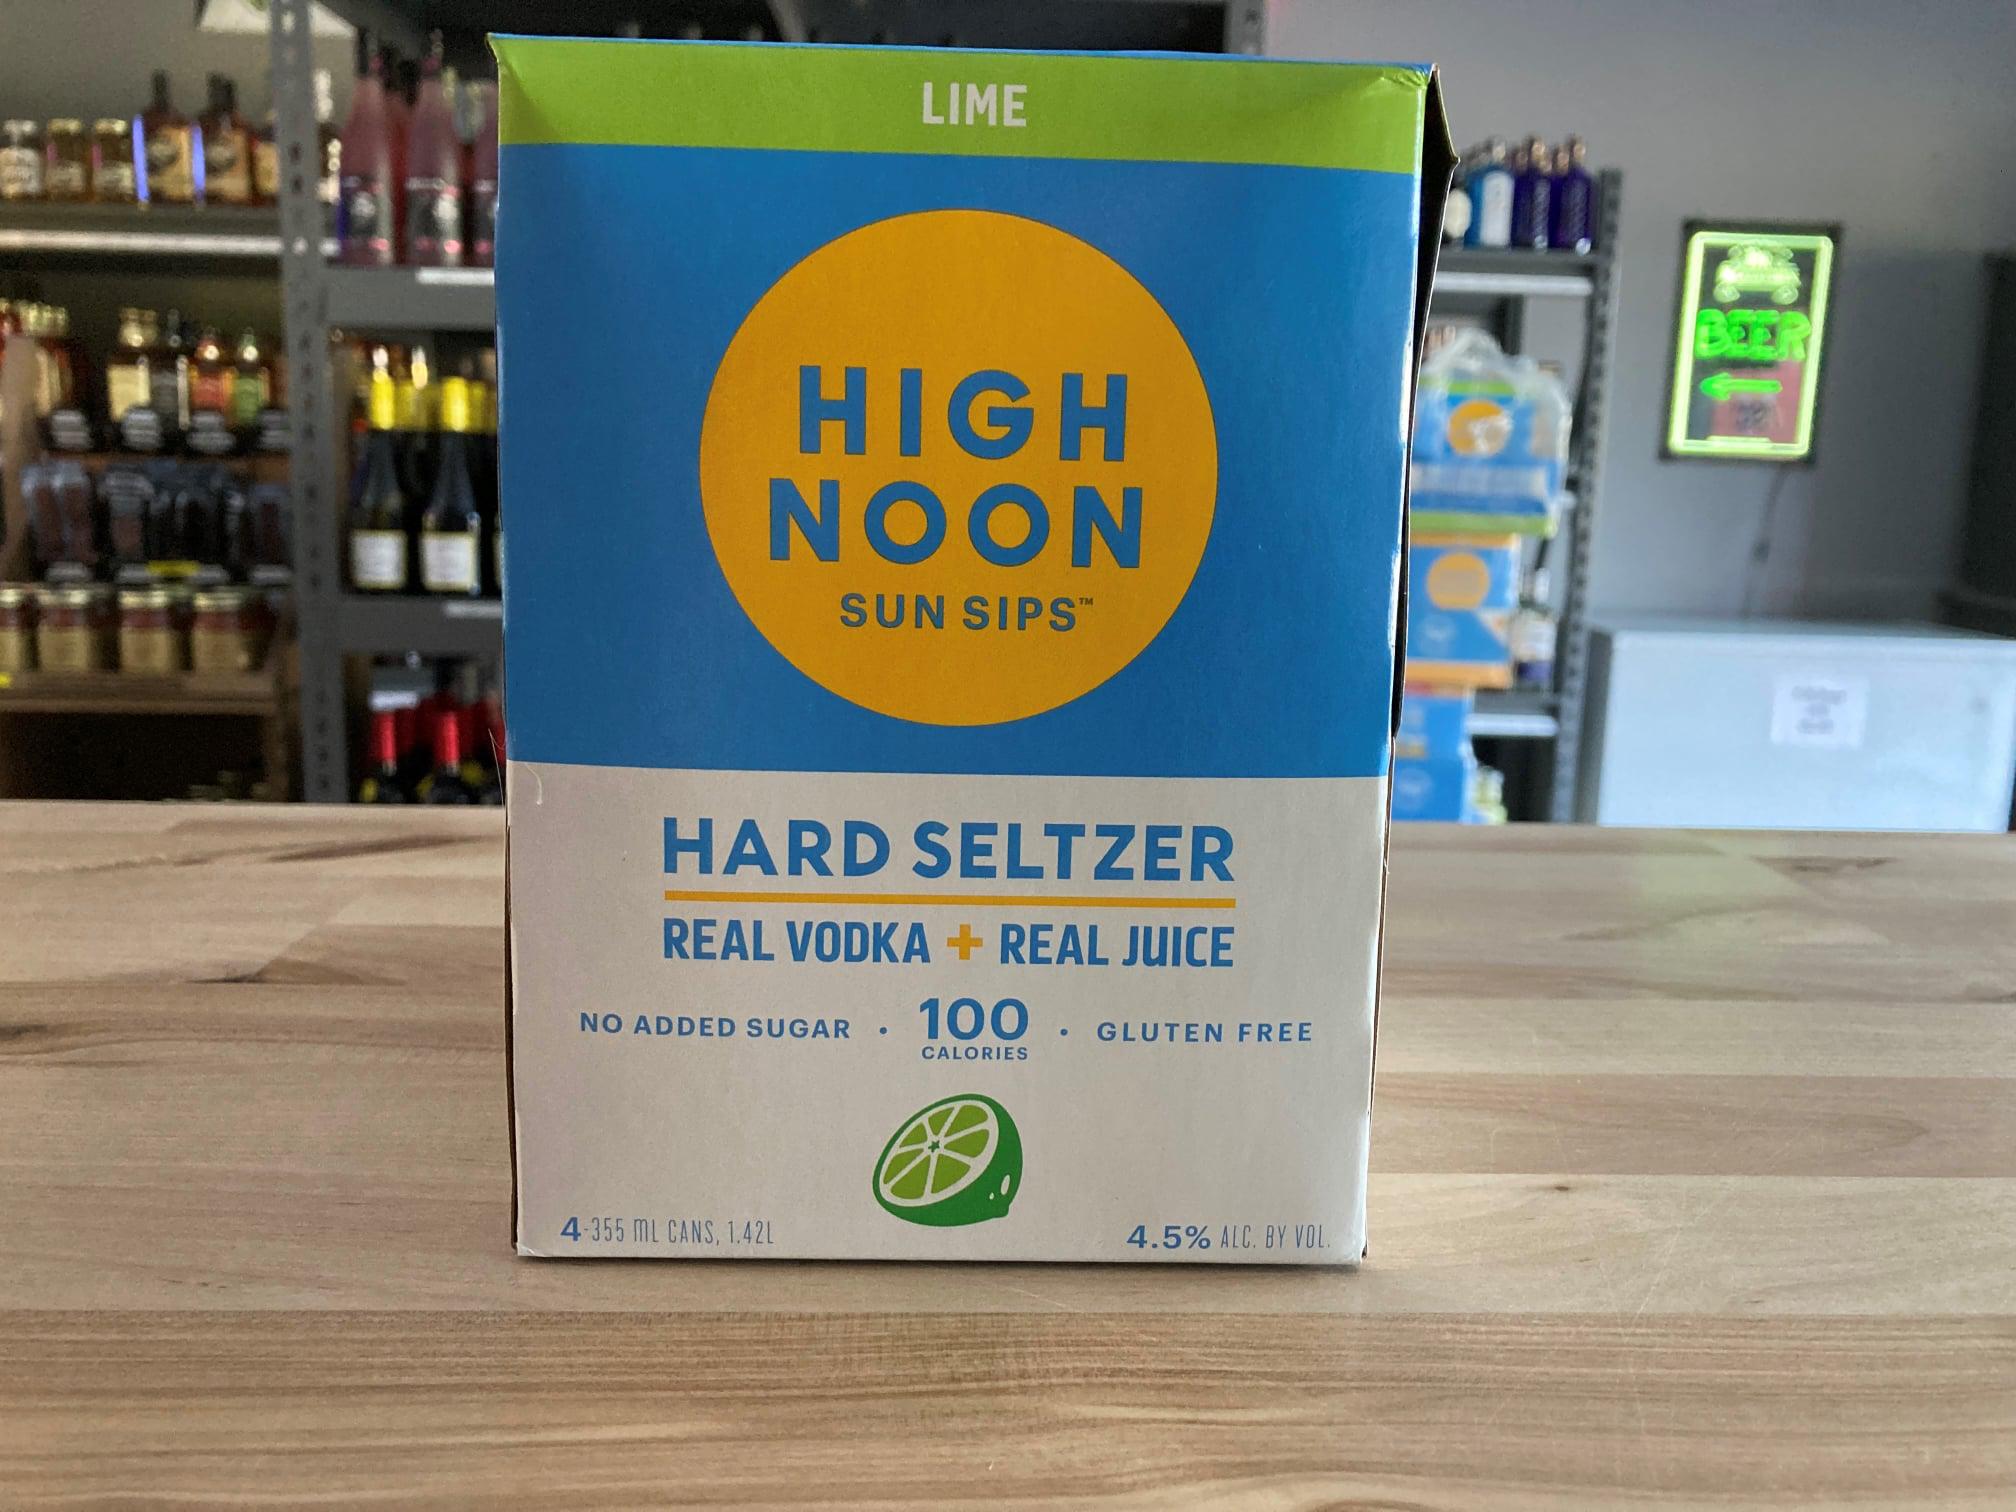 LIME
HIGH
NOON
SUN SIPS™
HARD SELTZER
REAL VODKA + REAL JUICE
NO ADDED SUGAR · 100 CALORIES · GLUTEN FREE
4-355 ML CANS, 1.42L
4.5% ALC. BY VOL.
BEER